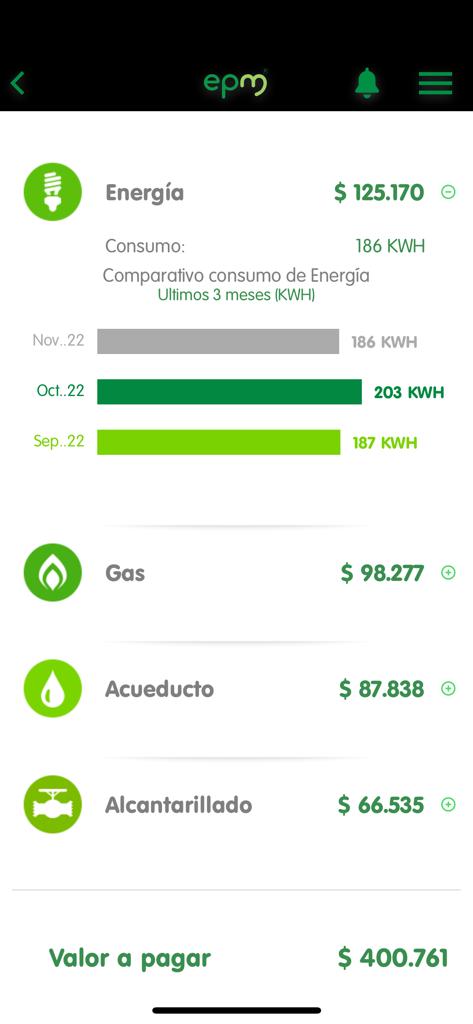 epm
Energía $ 125.170
Consumo: 186 KWH
Comparativo consumo de Energía
Ultimos 3 meses (KWH)
Nov..22 186 KWH
Oct..22 203 KWH
Sep..22 187 KWH
Gas $ 98.277
Acueducto $ 87.838
Alcantarillado $ 66.535
Valor a pagar $ 400.761